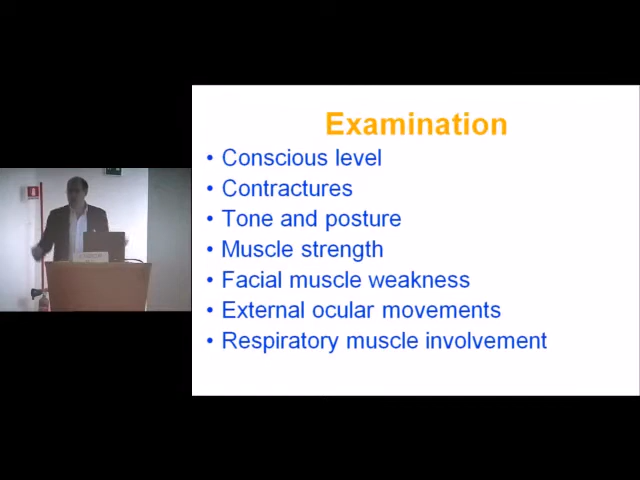 Examination
• Conscious level
• Contractures
• Tone and posture
• Muscle strength
• Facial muscle weakness
• External ocular movements
• Respiratory muscle involvement